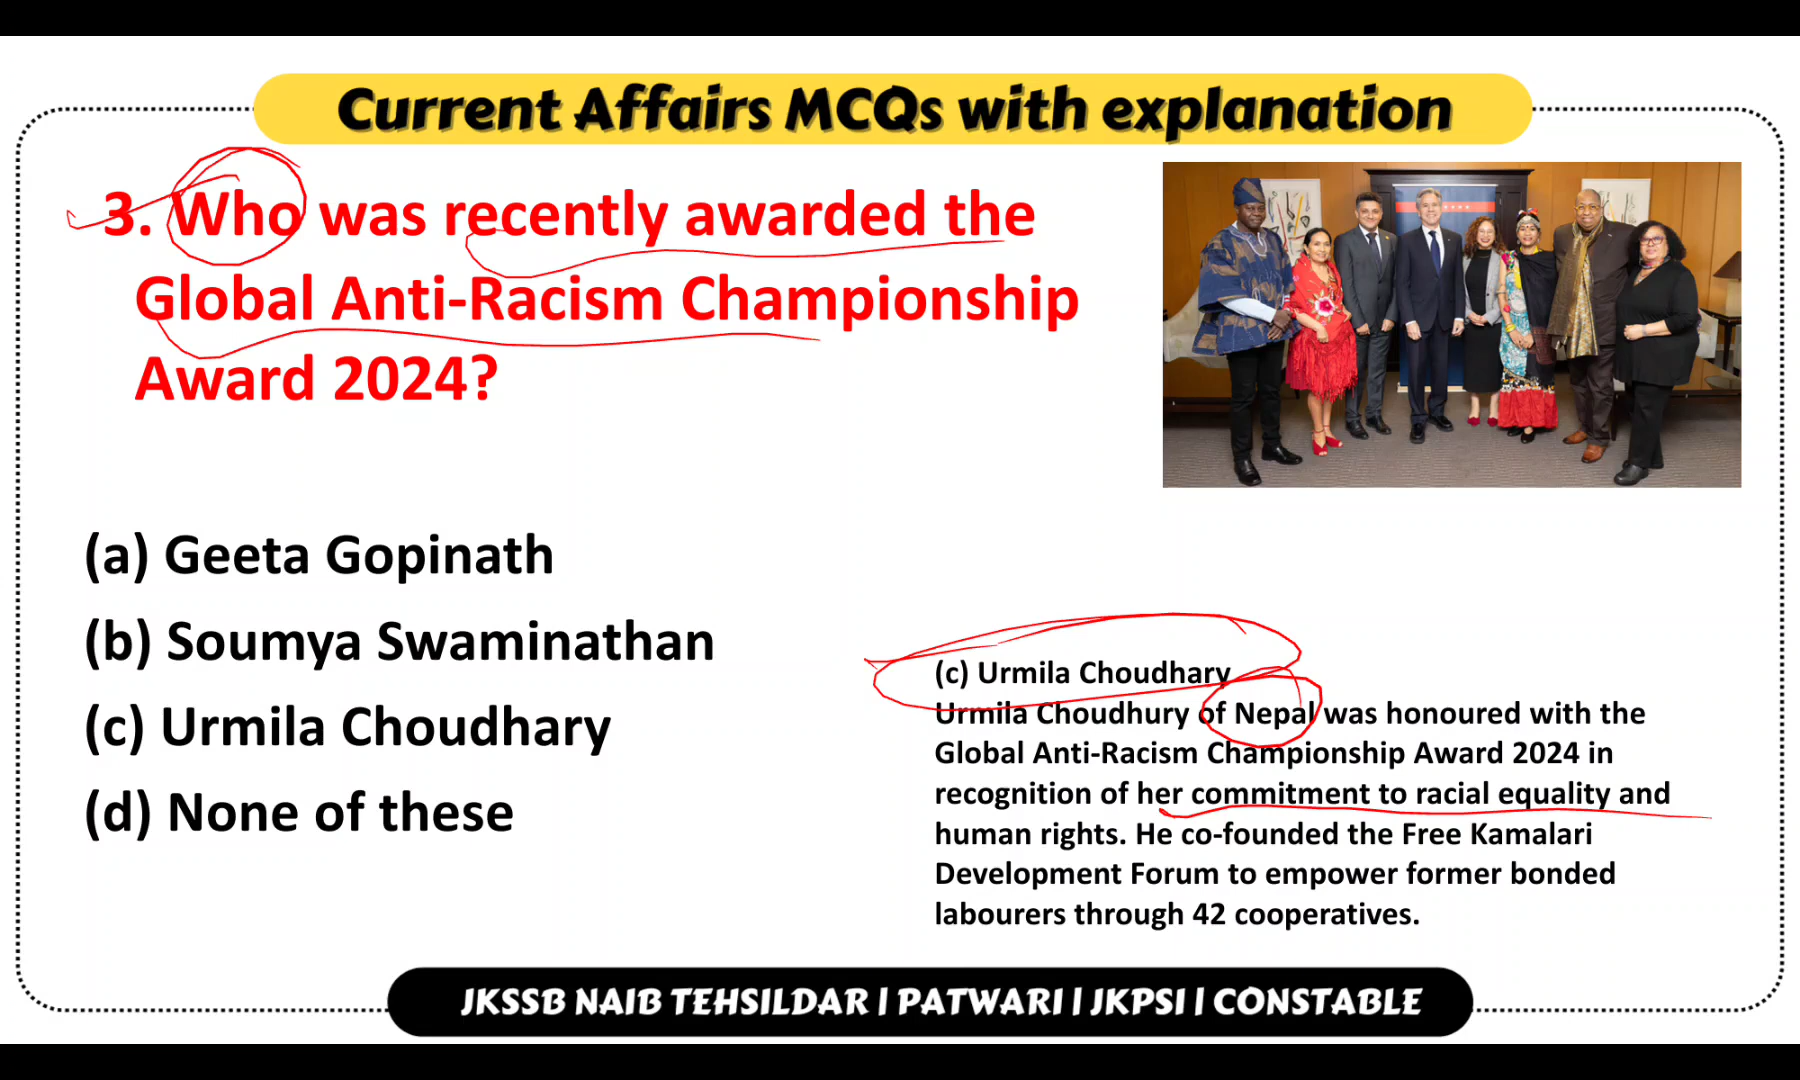 Current Affairs MCQs with explanation
3. Who was recently awarded the
Global Anti-Racism Championship
Award 2024?
(a) Geeta Gopinath
(b) Soumya Swaminathan
(c) Urmila Choudhary
(d) None of these
(c) Urmila Choudhary
Urmila Choudhury of Nepal was honoured with the
Global Anti-Racism Championship Award 2024 in
recognition of her commitment to racial equality and
human rights. He co-founded the Free Kamalari
Development Forum to empower former bonded
labourers through 42 cooperatives.
JKSSB NAIB TEHSILDAR | PATWARI | JKPSI | CONSTABLE